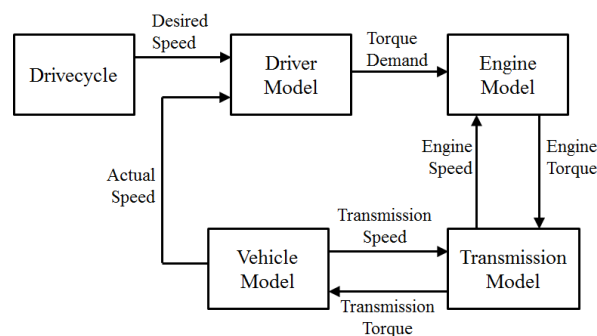 Desired
Speed
Drivecycle
Driver
Model
Torque
Demand
Engine
Model
Actual
Speed
Engine
Speed
Engine
Torque
Vehicle
Model
Transmission
Speed
Transmission
Model
Transmission
Torque